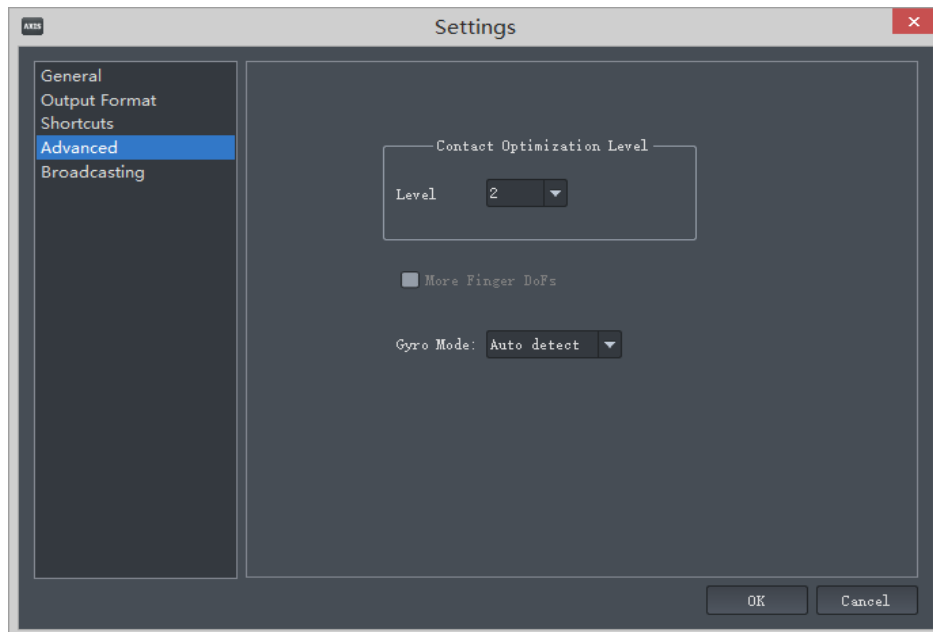 AXIS
Settings
General
Output Format
Shortcuts
Advanced
Broadcasting
Contact Optimization Level
Level 2
More Finger DoFs
Gyro Mode: Auto detect
OK Cancel